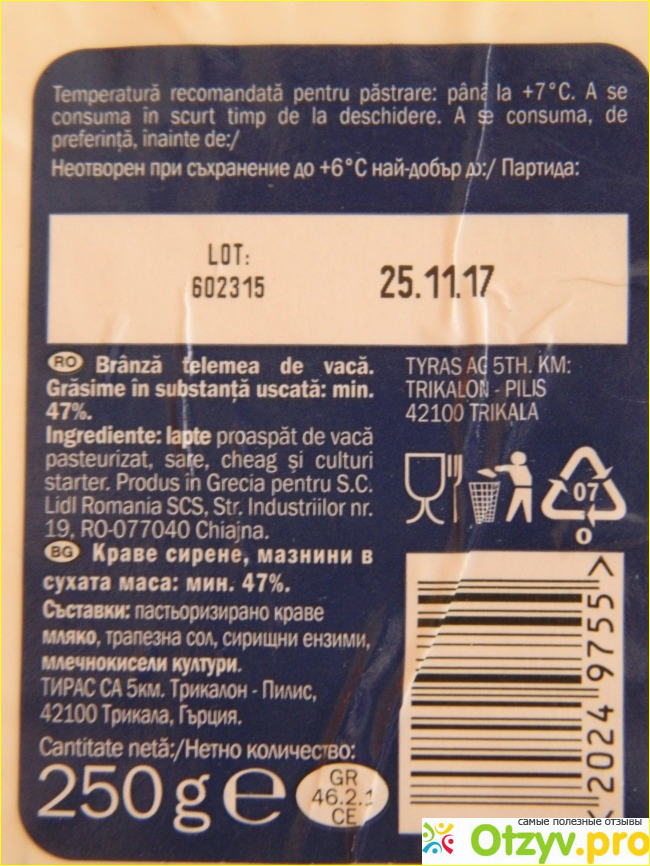 Temperatură recomandată pentru păstrare: până la +7°C. A se
consuma în scurt timp de la deschidere. A se consuma, de
preferință, înainte de:/
Неотворен при съхранение до +6°C най-добър до:/ Партида:
LOT:
602315
25.11.17
RO Brânză telemea de vacă.
Grăsime în substanță uscată: min.
47%.
Ingrediente: lapte proaspăt de vacă
pasteurizat, sare, cheag și culturi
starter. Produs in Grecia pentru S.C.
Lidl Romania SCS, Str. Industriilor nr.
19, RO-077040 Chiajna.
BG Краве сирене, мазнини в
сухата маса: мин. 47%.
Съставки: пастьоризирано краве
мляко, трапезна сол, сирищни ензими,
млечнокисели култури.
ТИРАС СА 5км. Трикалон - Пилис,
42100 Трикала, Гърция.
Cantitate netă:/Нетно количество:
250 g e
GR
46.2.1
CE
TYRAS AG 5TH. KM:
TRIKALON - PILIS
42100 TRIKALA
07
O
2024 9755 >
самые полезные отзывы
Otzyv.pro